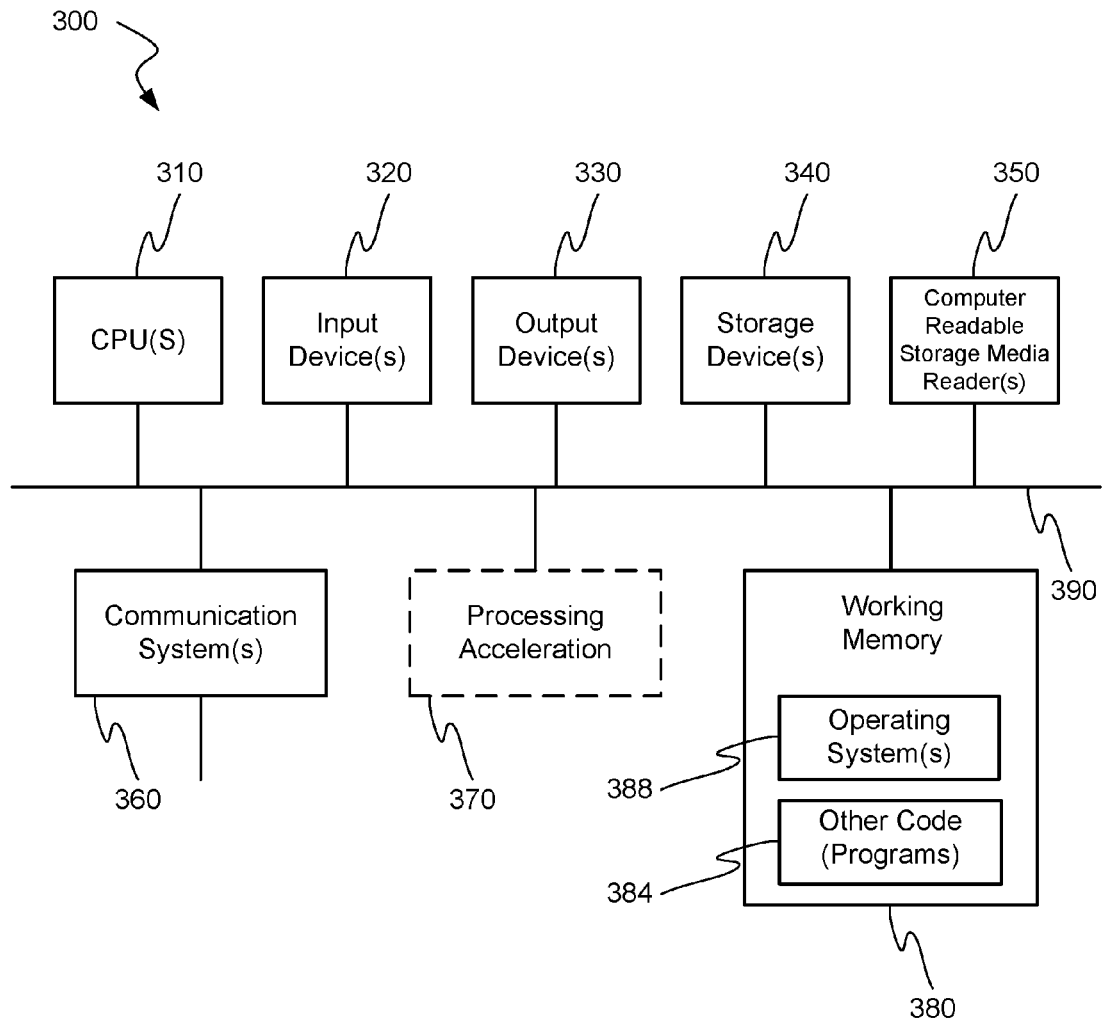 300
310
320
330
340
350
CPU(S)
Input
Device(s)
Output
Device(s)
Storage
Device(s)
Computer
Readable
Storage Media
Reader(s)
390
Communication
System(s)
Processing
Acceleration
Working
Memory
Operating
System(s)
Other Code
(Programs)
360
370
388
384
380